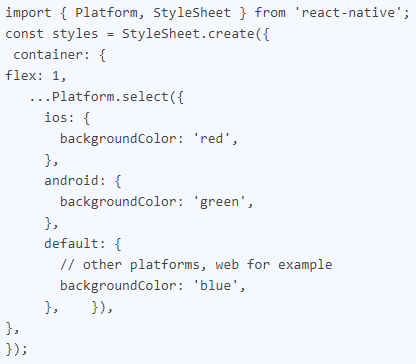 import { Platform, StyleSheet } from 'react-native';
const styles = StyleSheet.create({
 container: {
flex: 1,
   ...Platform.select({
     ios: {
       backgroundColor: 'red',
     },
     android: {
       backgroundColor: 'green',
     },
     default: {
       // other platforms, web for example
       backgroundColor: 'blue',
     },    }),
},
});